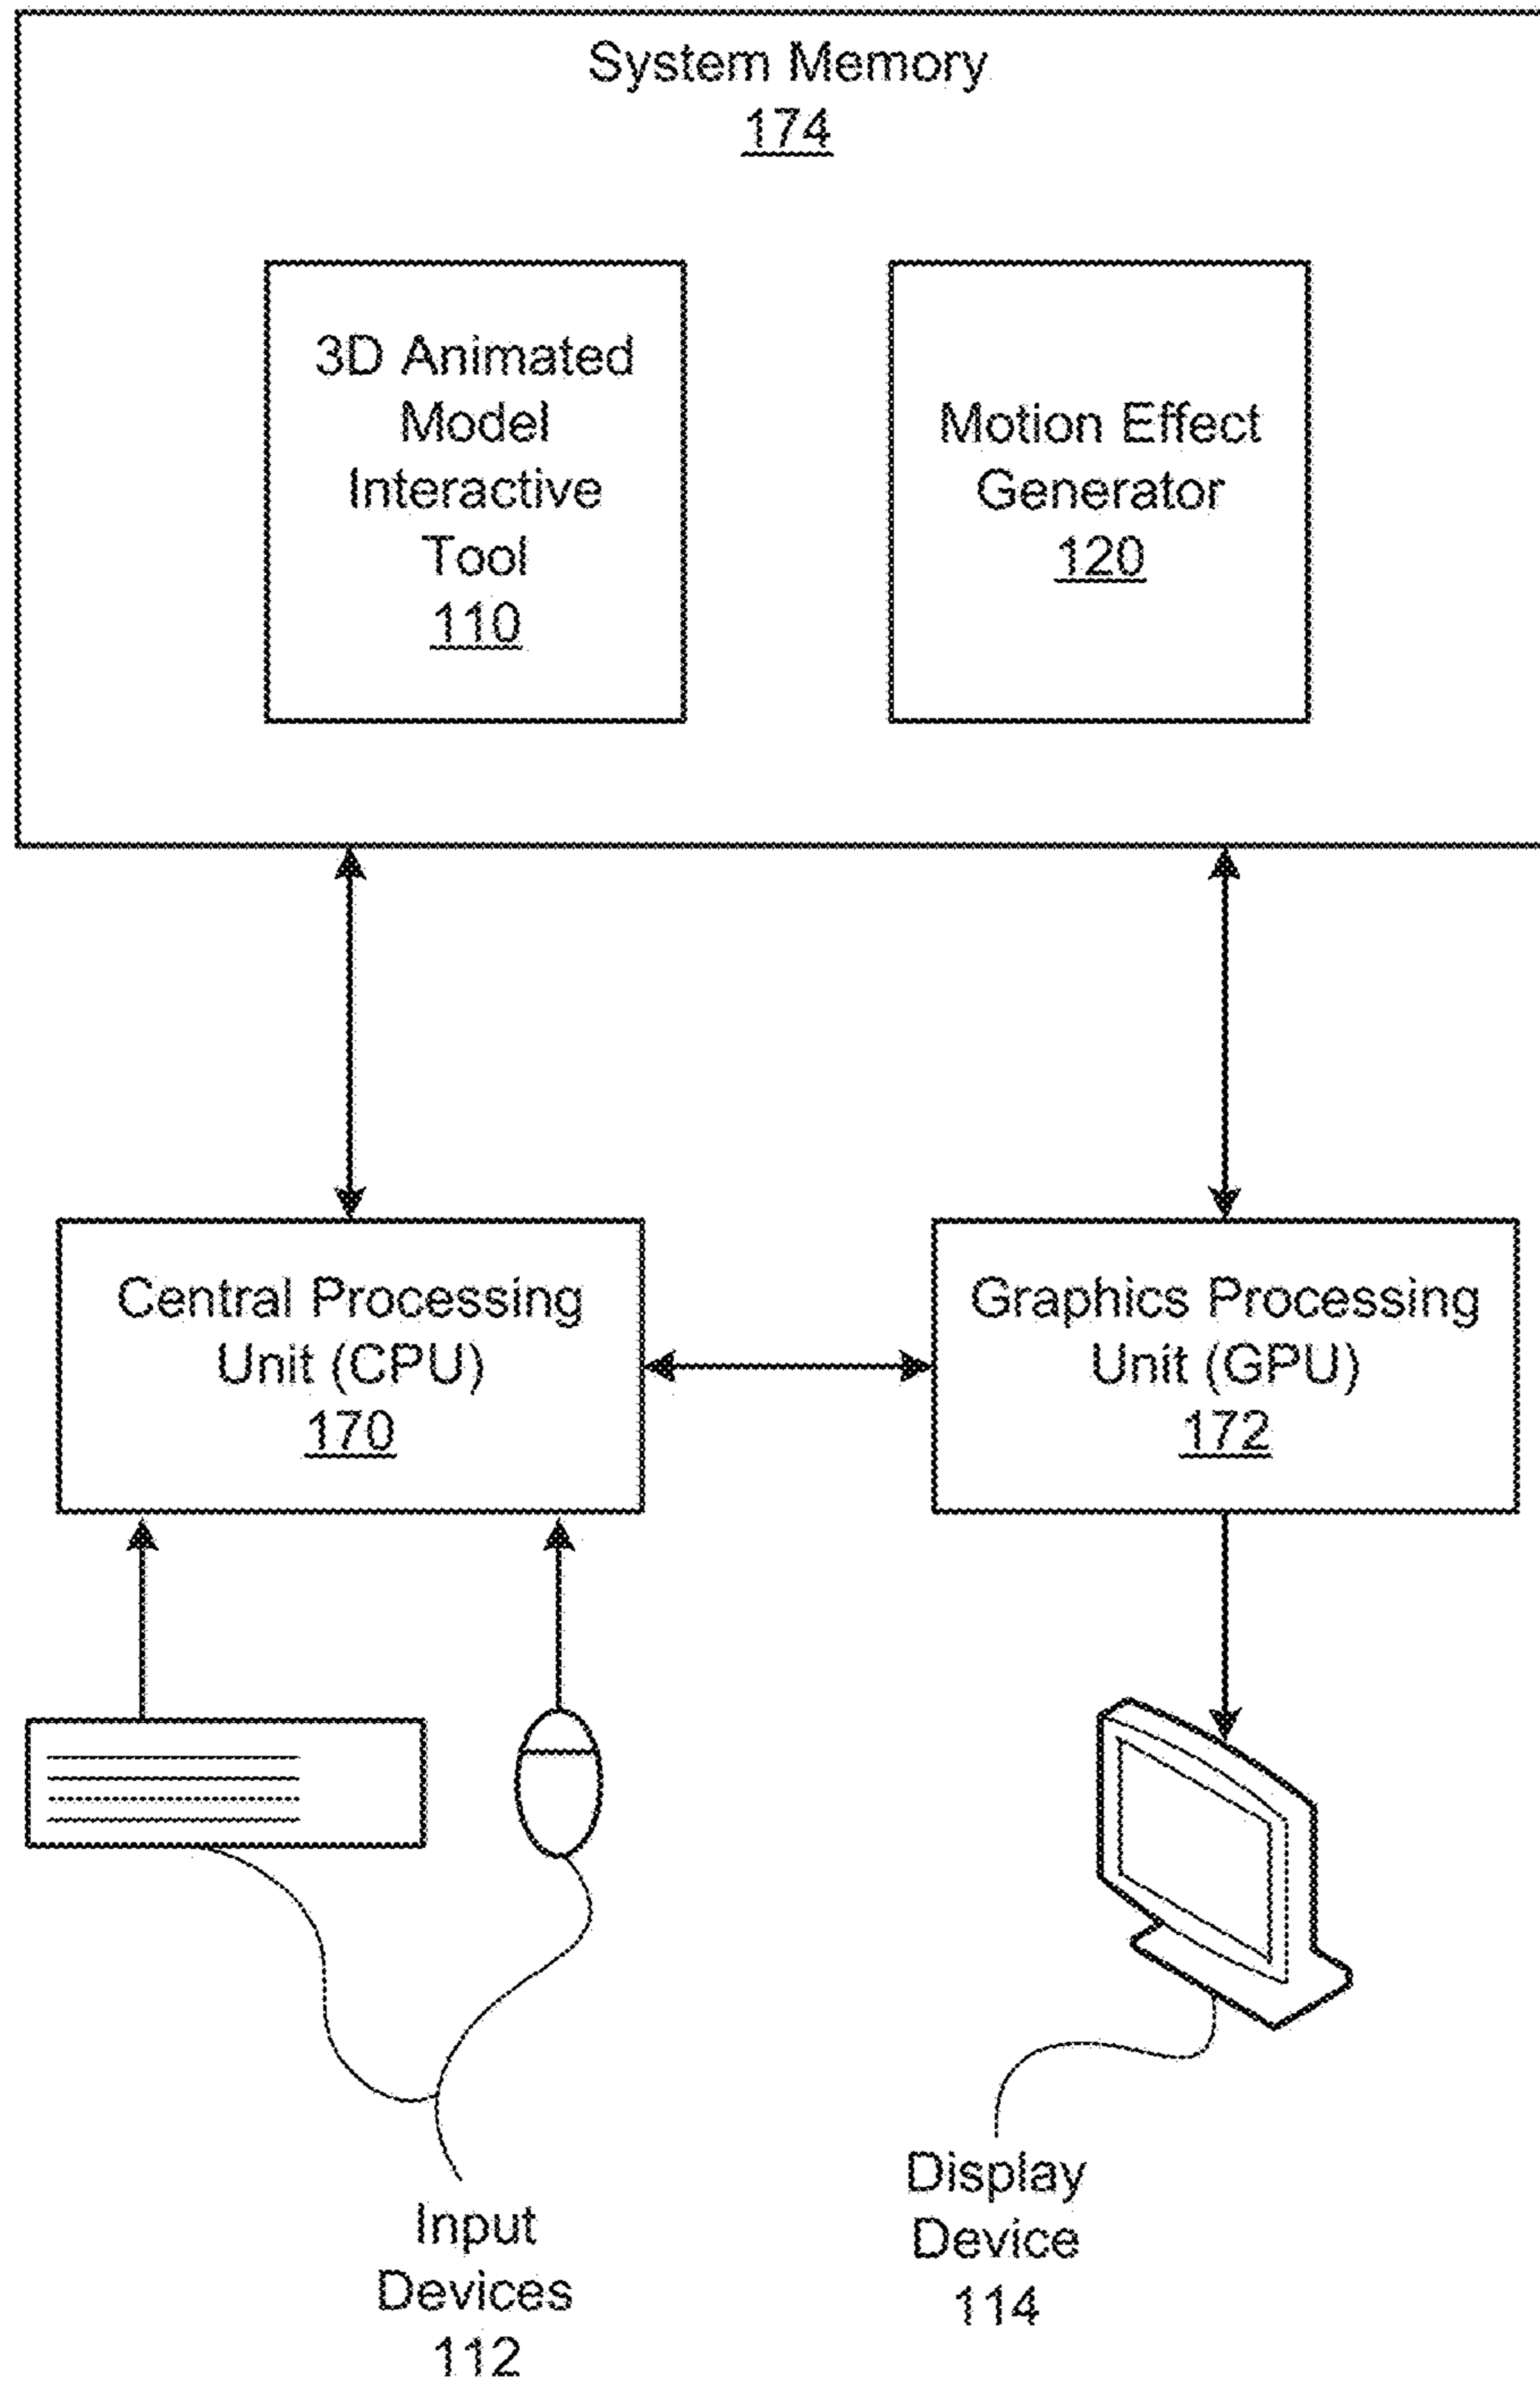 System Memory
174
3D Animated
Model
Interactive
Tool
110
Motion Effect
Generator
120
Central Processing
Unit (CPU)
170
Graphics Processing
Unit (GPU)
172
Input
Devices
112
Display
Device
114